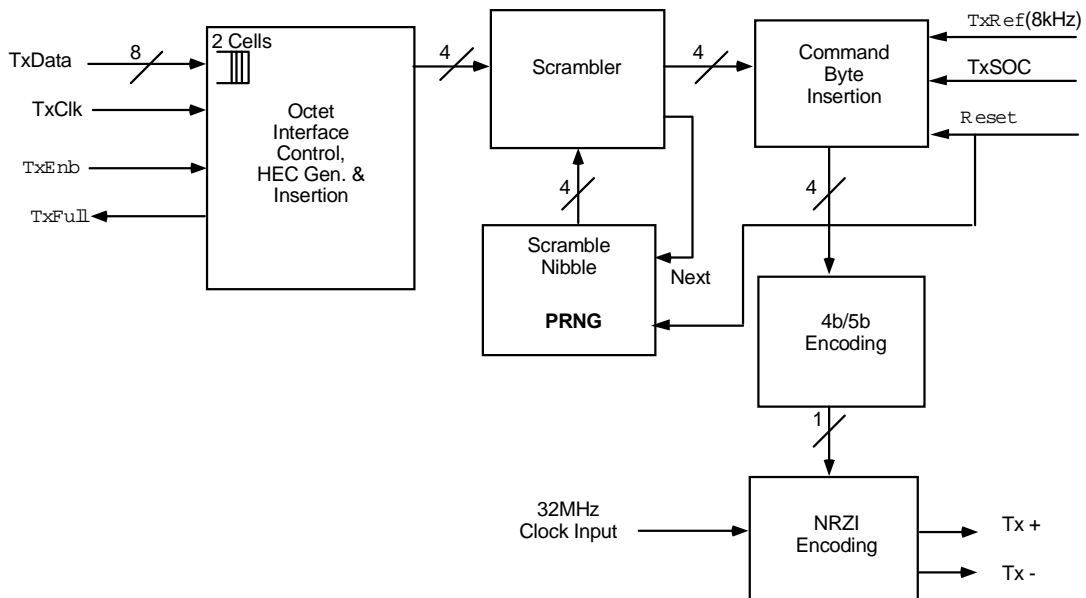 TxData
8
2 Cells
TxClk
TxEnb
TxFull
Octet
Interface
Control,
HEC Gen. &
Insertion
4
Scrambler
4
Command
Byte
Insertion
TxRef(8kHz)
TxSOC
Reset
4
Scramble
Nibble
PRNG
Next
4
4b/5b
Encoding
1
32MHz
Clock Input
NRZI
Encoding
Tx +
Tx -